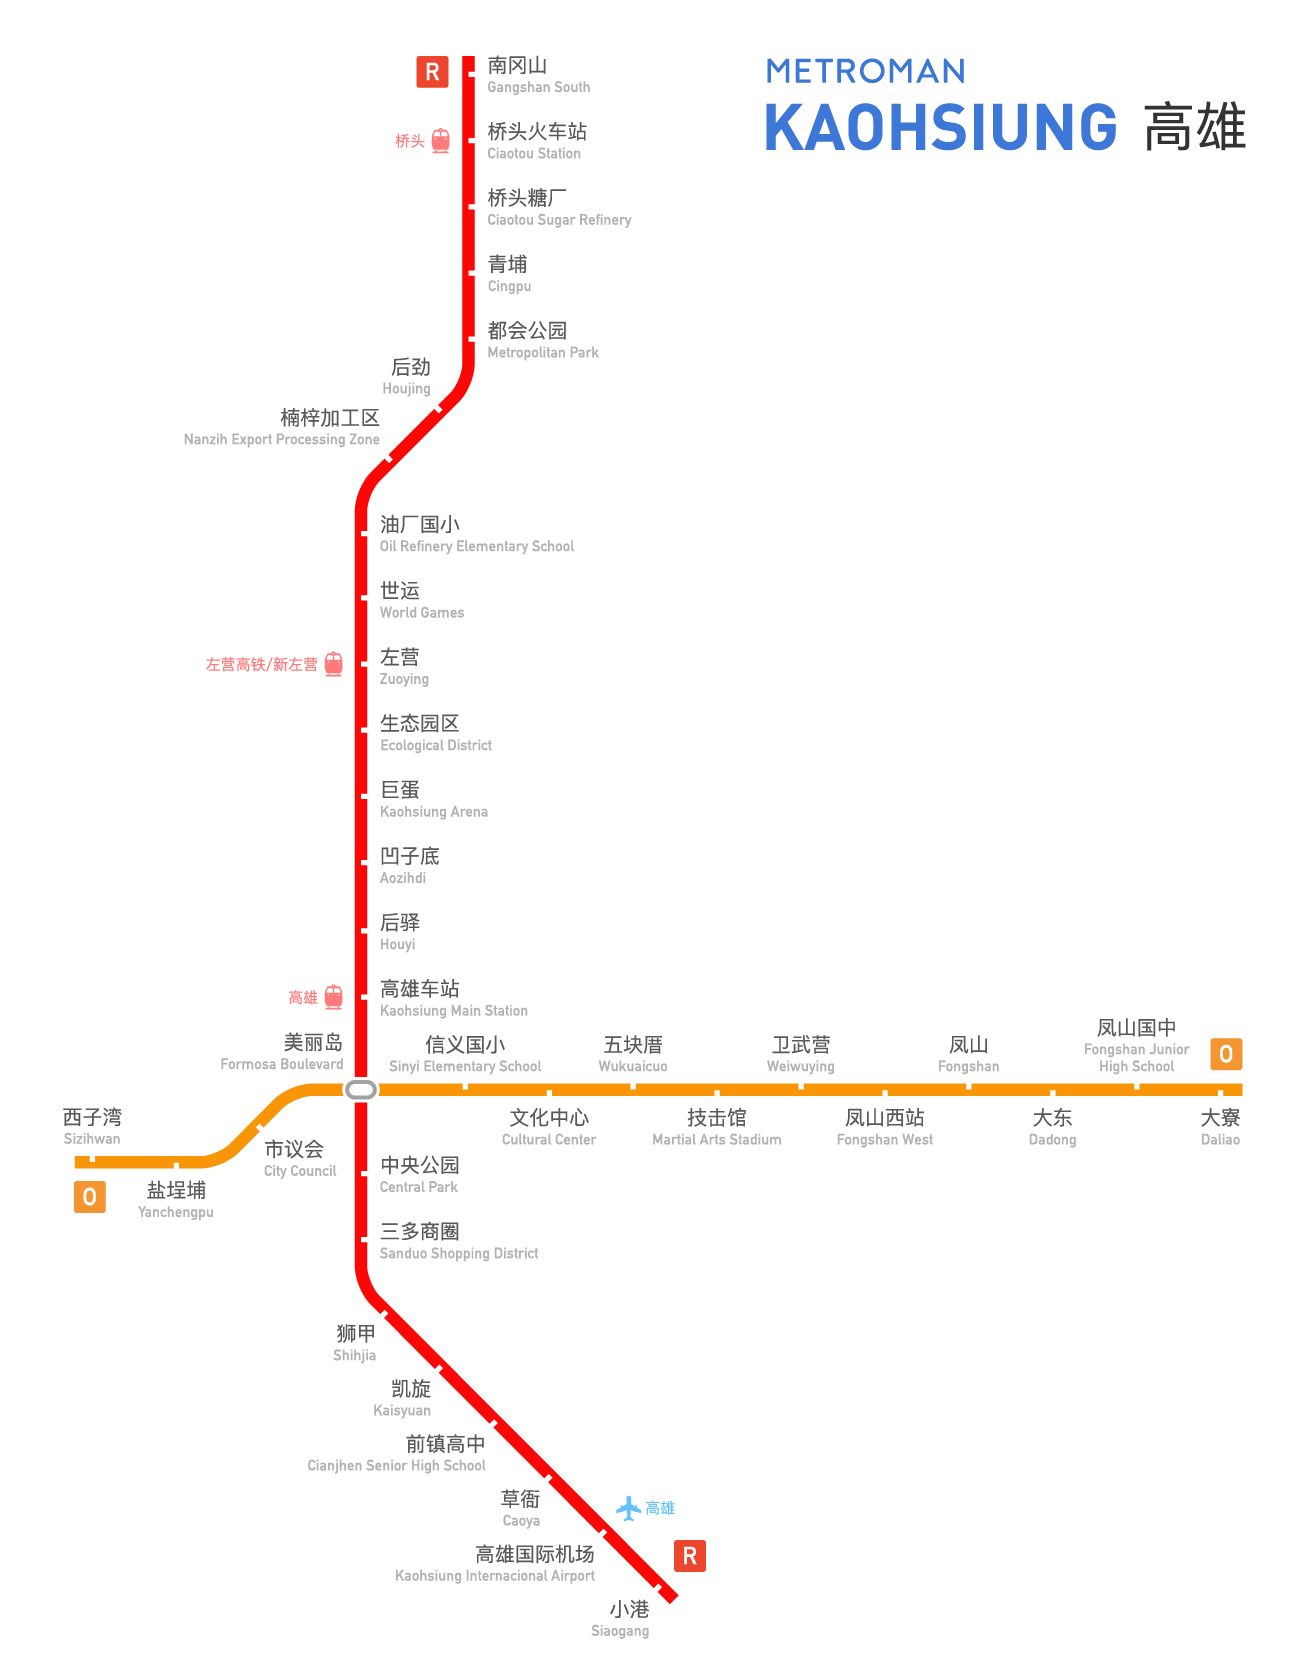 METROMAN
KAOHSIUNG 高雄
R
南冈山
Gangshan South
桥头
桥头火车站
Ciaotou Station
桥头糖厂
Ciaotou Sugar Refinery
青埔
Cingpu
都会公园
Metropolitan Park
后劲
Houjing
楠梓加工区
Nanzih Export Processing Zone
油厂国小
Oil Refinery Elementary School
世运
World Games
左营高铁/新左营
左营
Zuoying
生态园区
Ecological District
巨蛋
Kaohsiung Arena
凹子底
Aozihdi
后驿
Houyi
高雄
高雄车站
Kaohsiung Main Station
美丽岛
Formosa Boulevard
信义国小
Sinyi Elementary School
五块厝
Wukuaicuo
卫武营
Weiwuying
凤山
Fongshan
凤山国中
Fongshan Junior
High School
O
西子湾
Sizihwan
O
盐埕埔
Yanchengpu
市议会
City Council
文化中心
Cultural Center
技击馆
Martial Arts Stadium
凤山西站
Fongshan West
大东
Dadong
大寮
Daliao
中央公园
Central Park
三多商圈
Sanduo Shopping District
狮甲
Shihjia
凯旋
Kaisyuan
前镇高中
Cianjhen Senior High School
草衙
Caoya
高雄
高雄国际机场
Kaohsiung Internacional Airport
R
小港
Siaogang